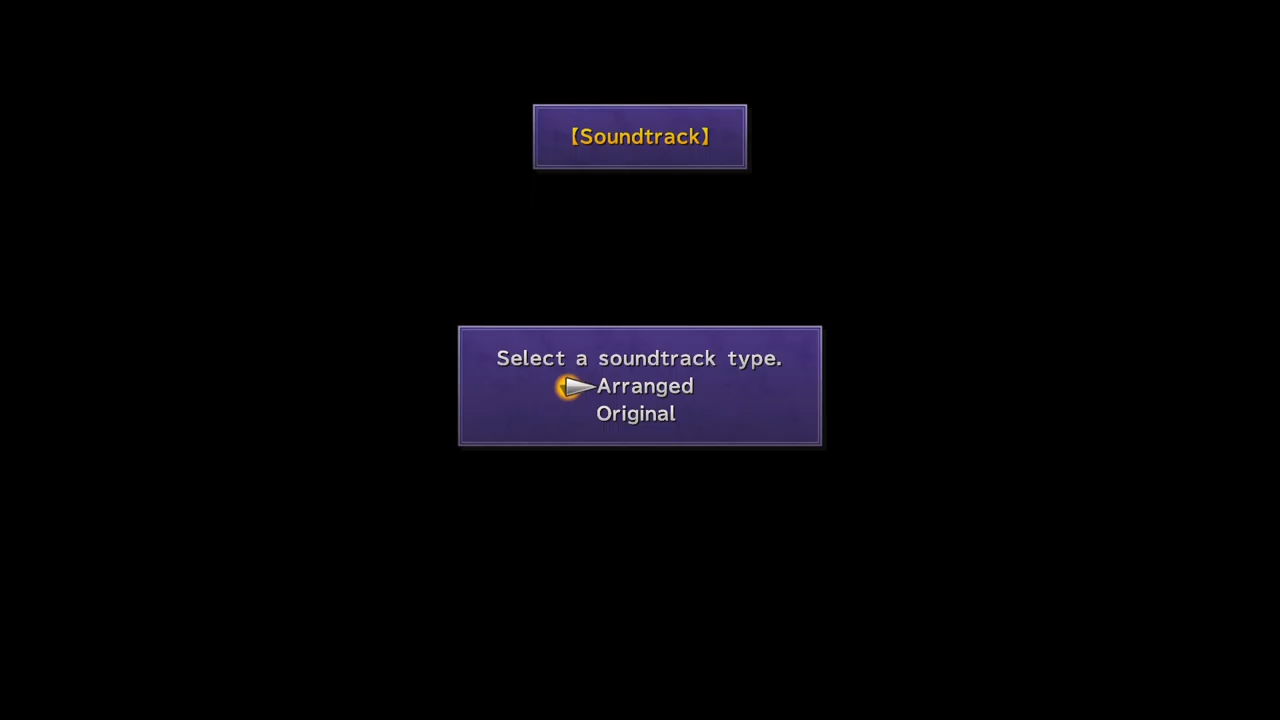 【Soundtrack】
Select a soundtrack type.
Arranged
Original